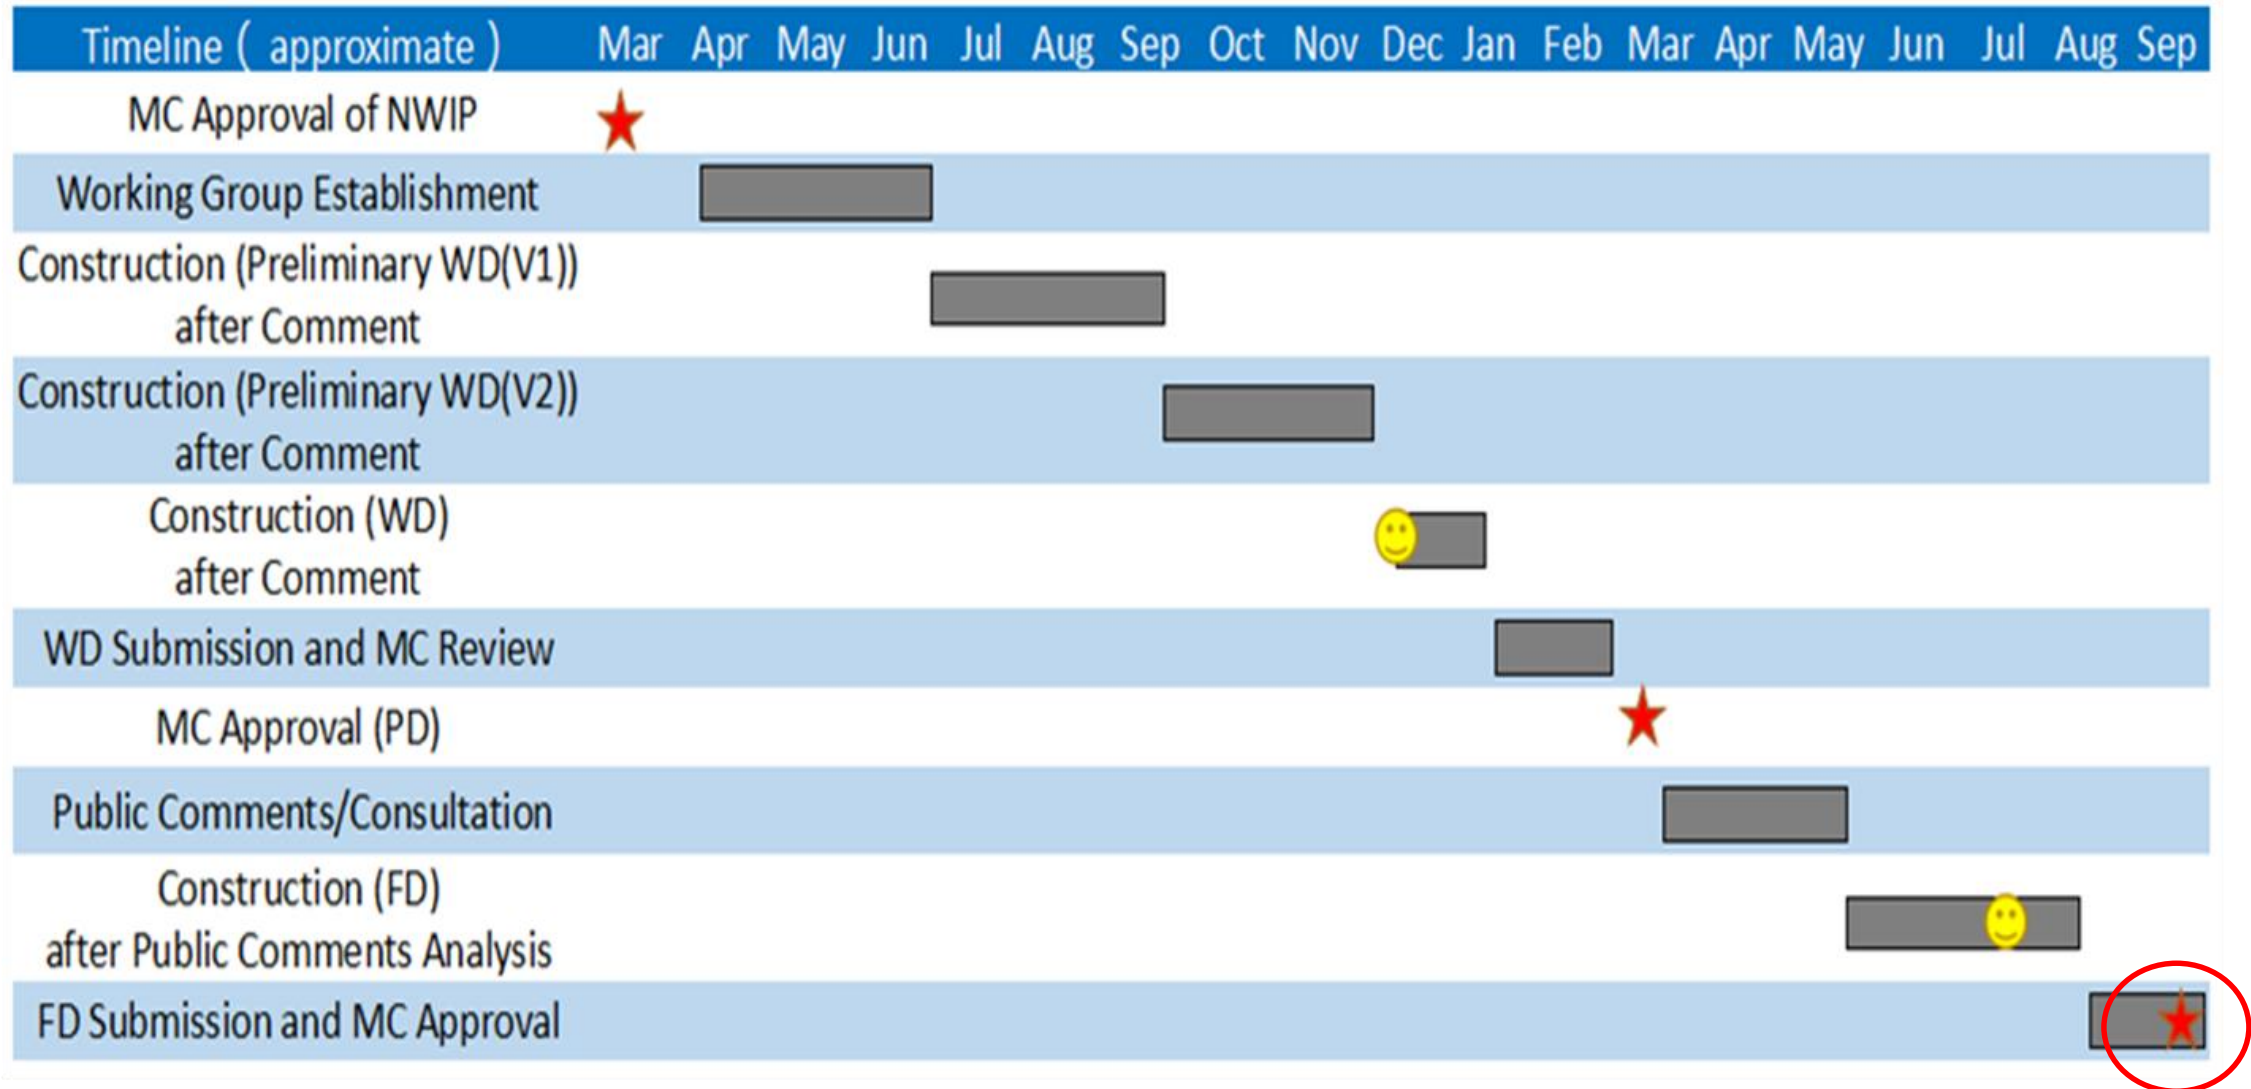 Timeline ( approximate ) Mar Apr May Jun Jul Aug Sep Oct Nov Dec Jan Feb Mar Apr May Jun Jul Aug Sep
MC Approval of NWIP
Working Group Establishment
Construction (Preliminary WD(V1))
after Comment
Construction (Preliminary WD(V2))
after Comment
Construction (WD)
after Comment
WD Submission and MC Review
MC Approval (PD)
Public Comments/Consultation
Construction (FD)
after Public Comments Analysis
FD Submission and MC Approval